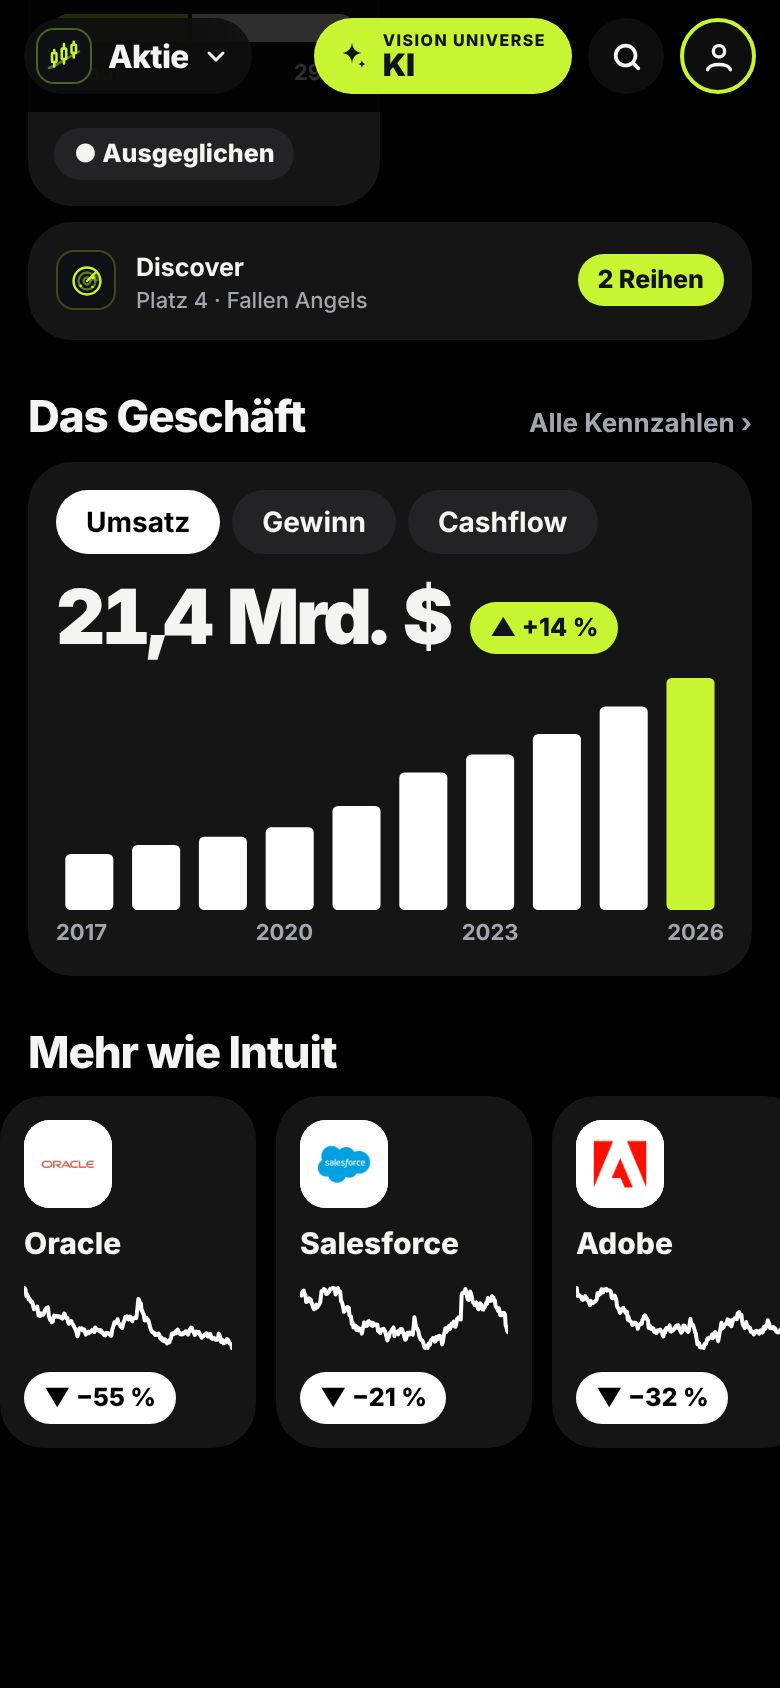 Aktie
VISION UNIVERSE
KI
Ausgeglichen
Discover
Platz 4 · Fallen Angels
2 Reihen
Das Geschäft
Alle Kennzahlen ›
Umsatz
Gewinn
Cashflow
21,4 Mrd. $
▲ +14 %
2017
2020
2023
2026
Mehr wie Intuit
ORACLE
salesforce
Oracle
Salesforce
Adobe
▼ −55 %
▼ −21 %
▼ −32 %